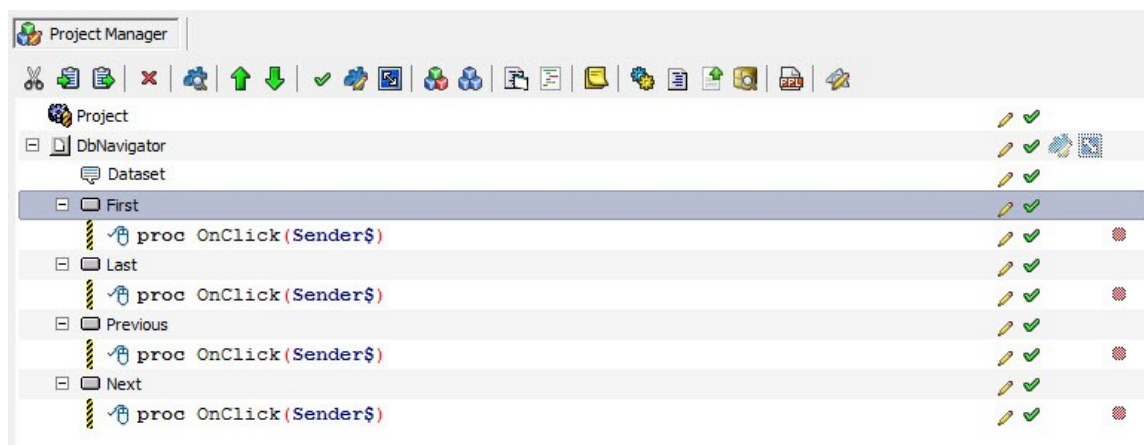 Project Manager
PPL
Project
DbNavigator
Dataset
First
proc OnClick(Sender$)
Last
proc OnClick(Sender$)
Previous
proc OnClick(Sender$)
Next
proc OnClick(Sender$)